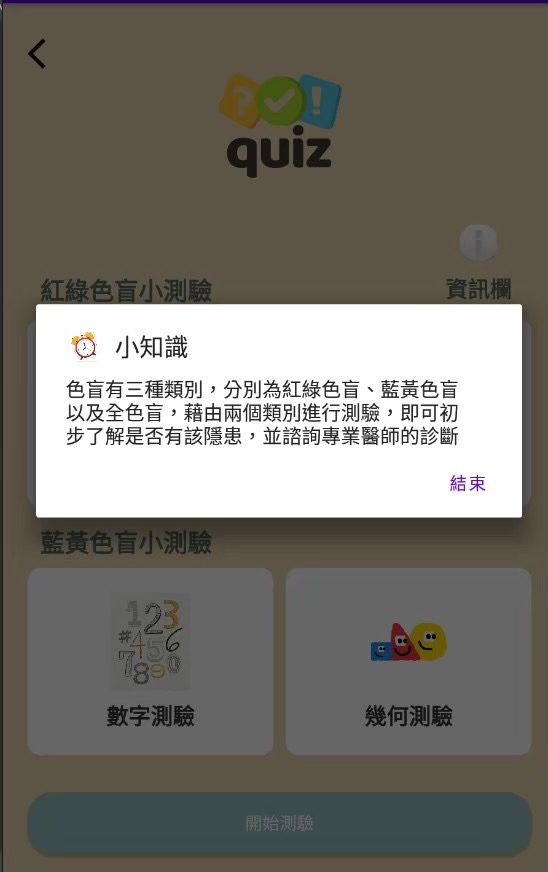 ? !
quiz
紅綠色盲小測驗
資訊欄
小知識
色盲有三種類別，分別為紅綠色盲、藍黃色盲
以及全色盲，藉由兩個類別進行測驗，即可初
步了解是否有該隱患，並諮詢專業醫師的診斷
結束
藍黃色盲小測驗
123
#456
7890
數字測驗
幾何測驗
開始測驗